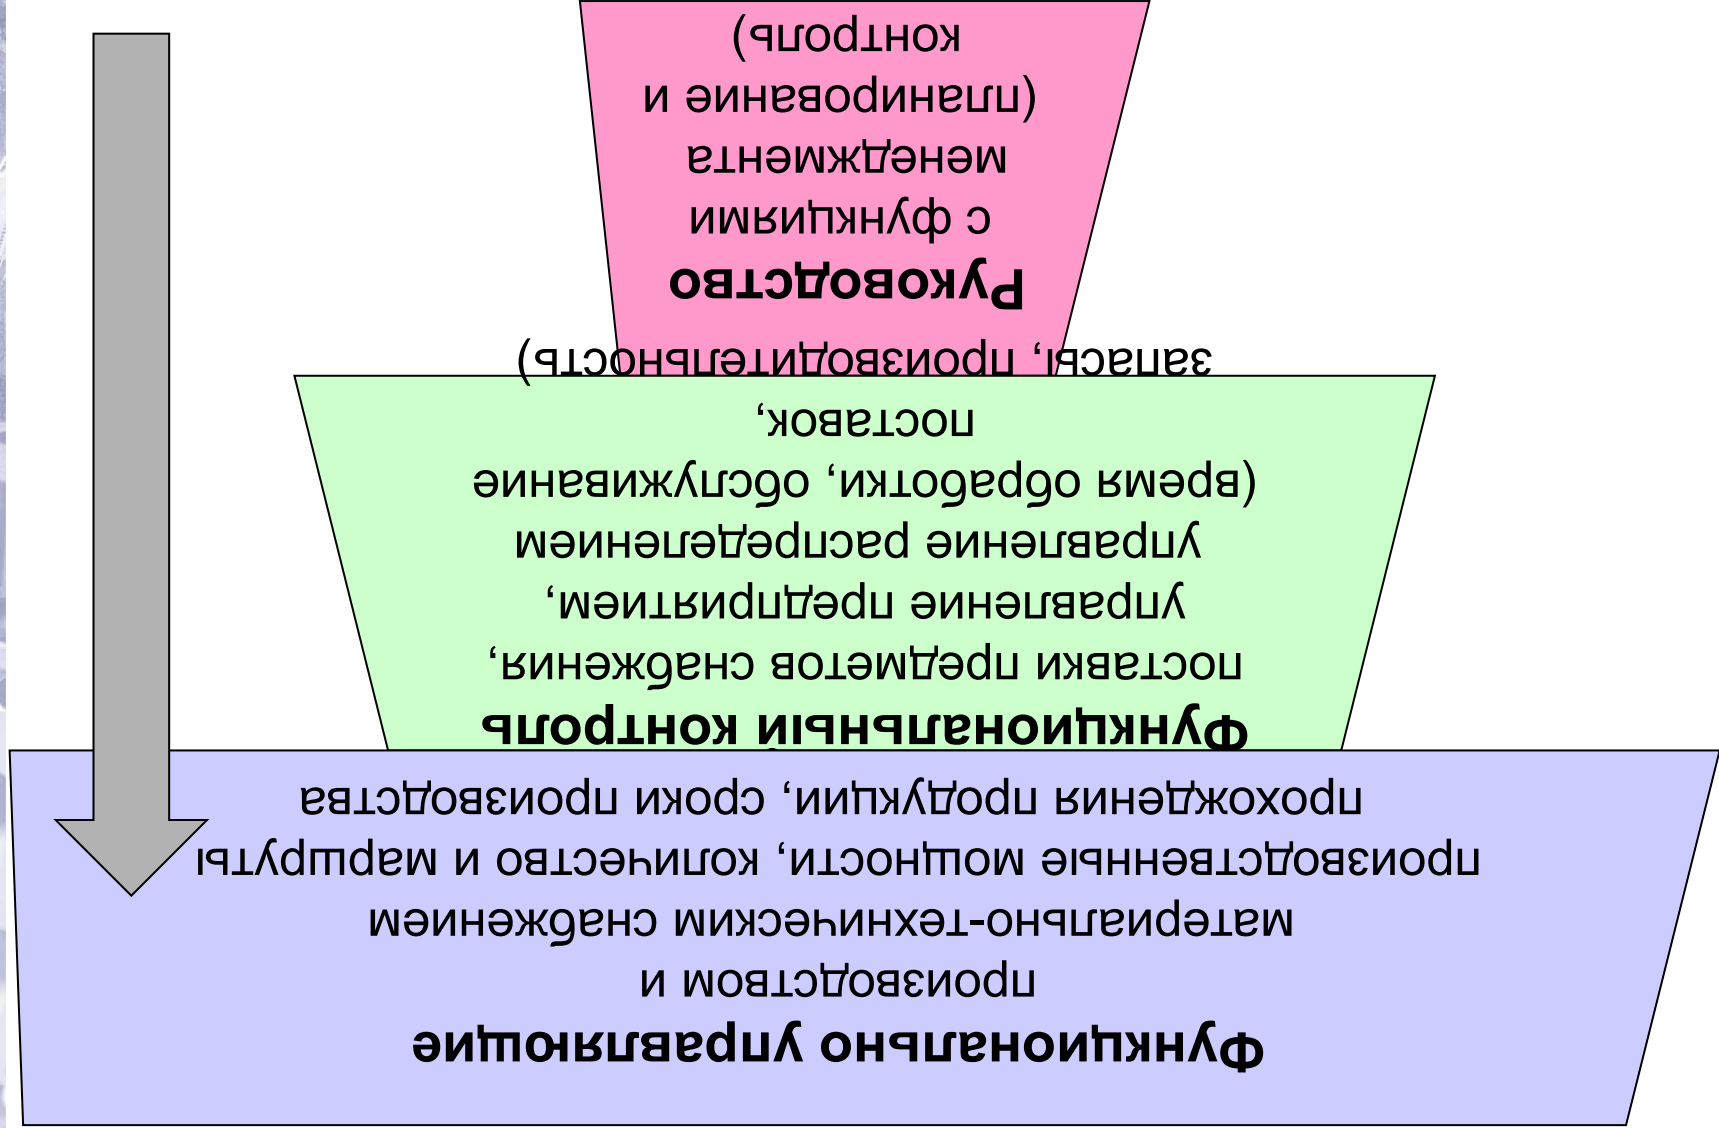 Функционально управляющие
производством и
материально-техническим снабжением
производственные мощности, количество и маршруты
прохождения продукции, сроки производства
Функциональный контроль
поставки предметов снабжения,
управление предприятием,
управление распределением
(время обработки, обслуживание
поставок,
запасы, производительность)
Руководство
с функциями
менеджмента
(планирование и
контроль)